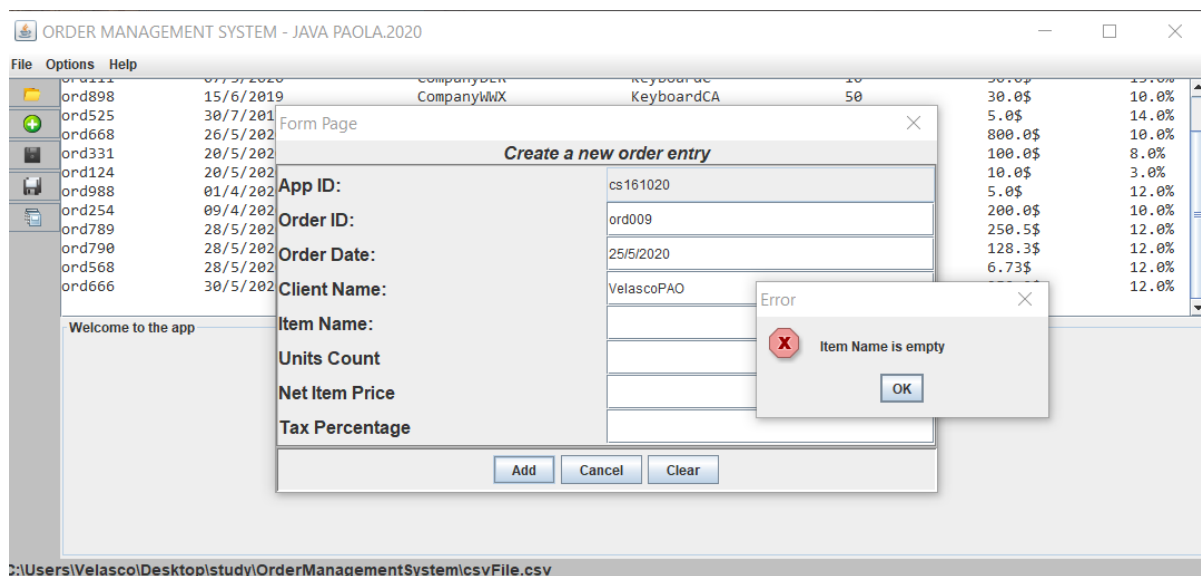 ORDER MANAGEMENT SYSTEM - JAVA PAOLA.2020
File Options Help
ord898 15/6/2019 CompanyWWX KeyboardCA 50 30.0$ 10.0%
ord525 30/7/201 5.0$ 14.0%
ord668 26/5/202 800.0$ 10.0%
ord331 20/5/202 100.0$ 8.0%
ord124 20/5/202 10.0$ 3.0%
ord988 01/4/202 5.0$ 12.0%
ord254 09/4/202 200.0$ 10.0%
ord789 28/5/202 250.5$ 12.0%
ord790 28/5/202 128.3$ 12.0%
ord568 28/5/202 6.73$ 12.0%
ord666 30/5/202 12.0%
Form Page
Create a new order entry
App ID: cs161020
Order ID: ord009
Order Date: 25/5/2020
Client Name: VelascoPAO
Item Name:
Units Count
Net Item Price
Tax Percentage
Add Cancel Clear
Error
Item Name is empty
OK
Welcome to the app
C:\Users\Velasco\Desktop\study\OrderManagementSystem\csvFile.csv